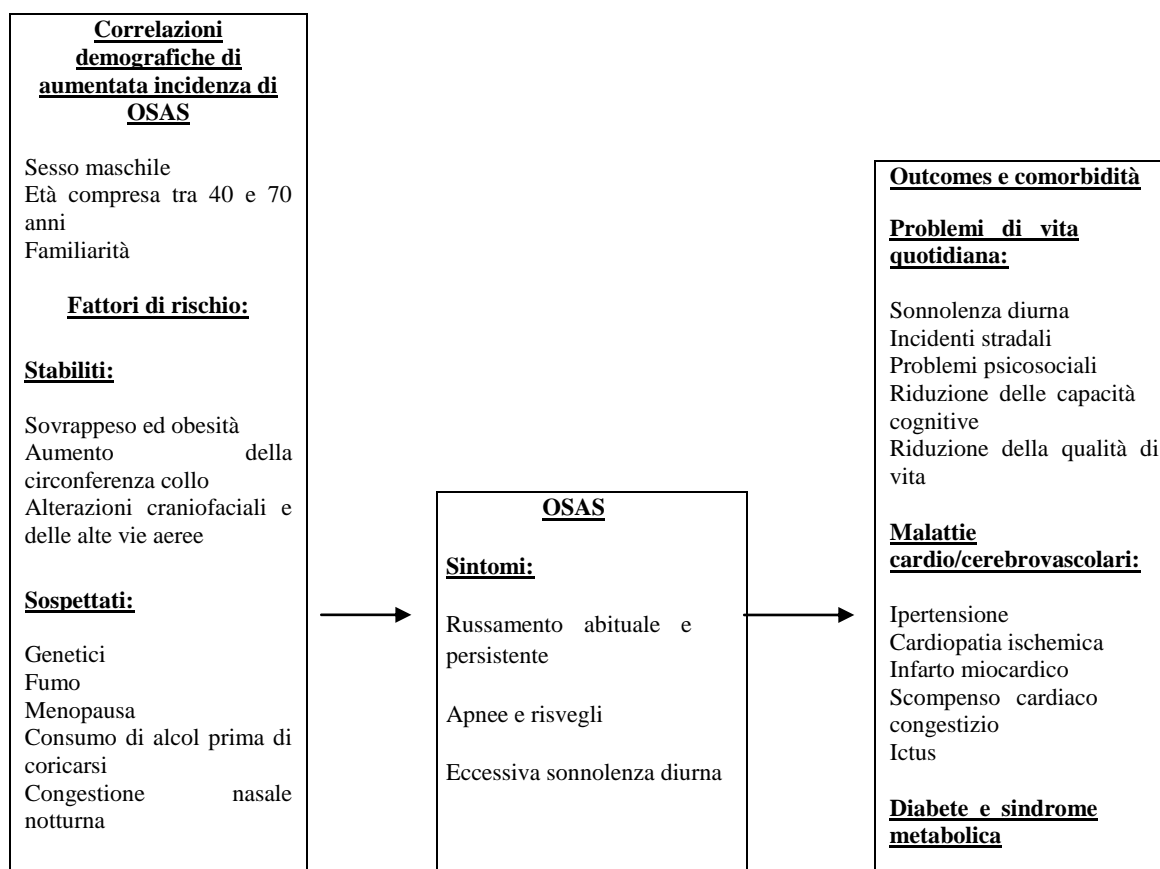 Correlazioni
demografiche di
aumentata incidenza di
OSAS
Sesso maschile
Età compresa tra 40 e 70
anni
Familiarità
Fattori di rischio:
Stabiliti:
Sovrappeso ed obesità
Aumento della
circonferenza collo
Alterazioni craniofaciali e
delle alte vie aeree
Sospettati:
Genetici
Fumo
Menopausa
Consumo di alcol prima di
coricarsi
Congestione nasale
notturna
OSAS
Sintomi:
Russamento abituale e
persistente
Apnee e risvegli
Eccessiva sonnolenza diurna
Outcomes e comorbidità
Problemi di vita
quotidiana:
Sonnolenza diurna
Incidenti stradali
Problemi psicosociali
Riduzione delle capacità
cognitive
Riduzione della qualità di
vita
Malattie
cardio/cerebrovascolari:
Ipertensione
Cardiopatia ischemica
Infarto miocardico
Scompenso cardiaco
congestizio
Ictus
Diabete e sindrome
metabolica